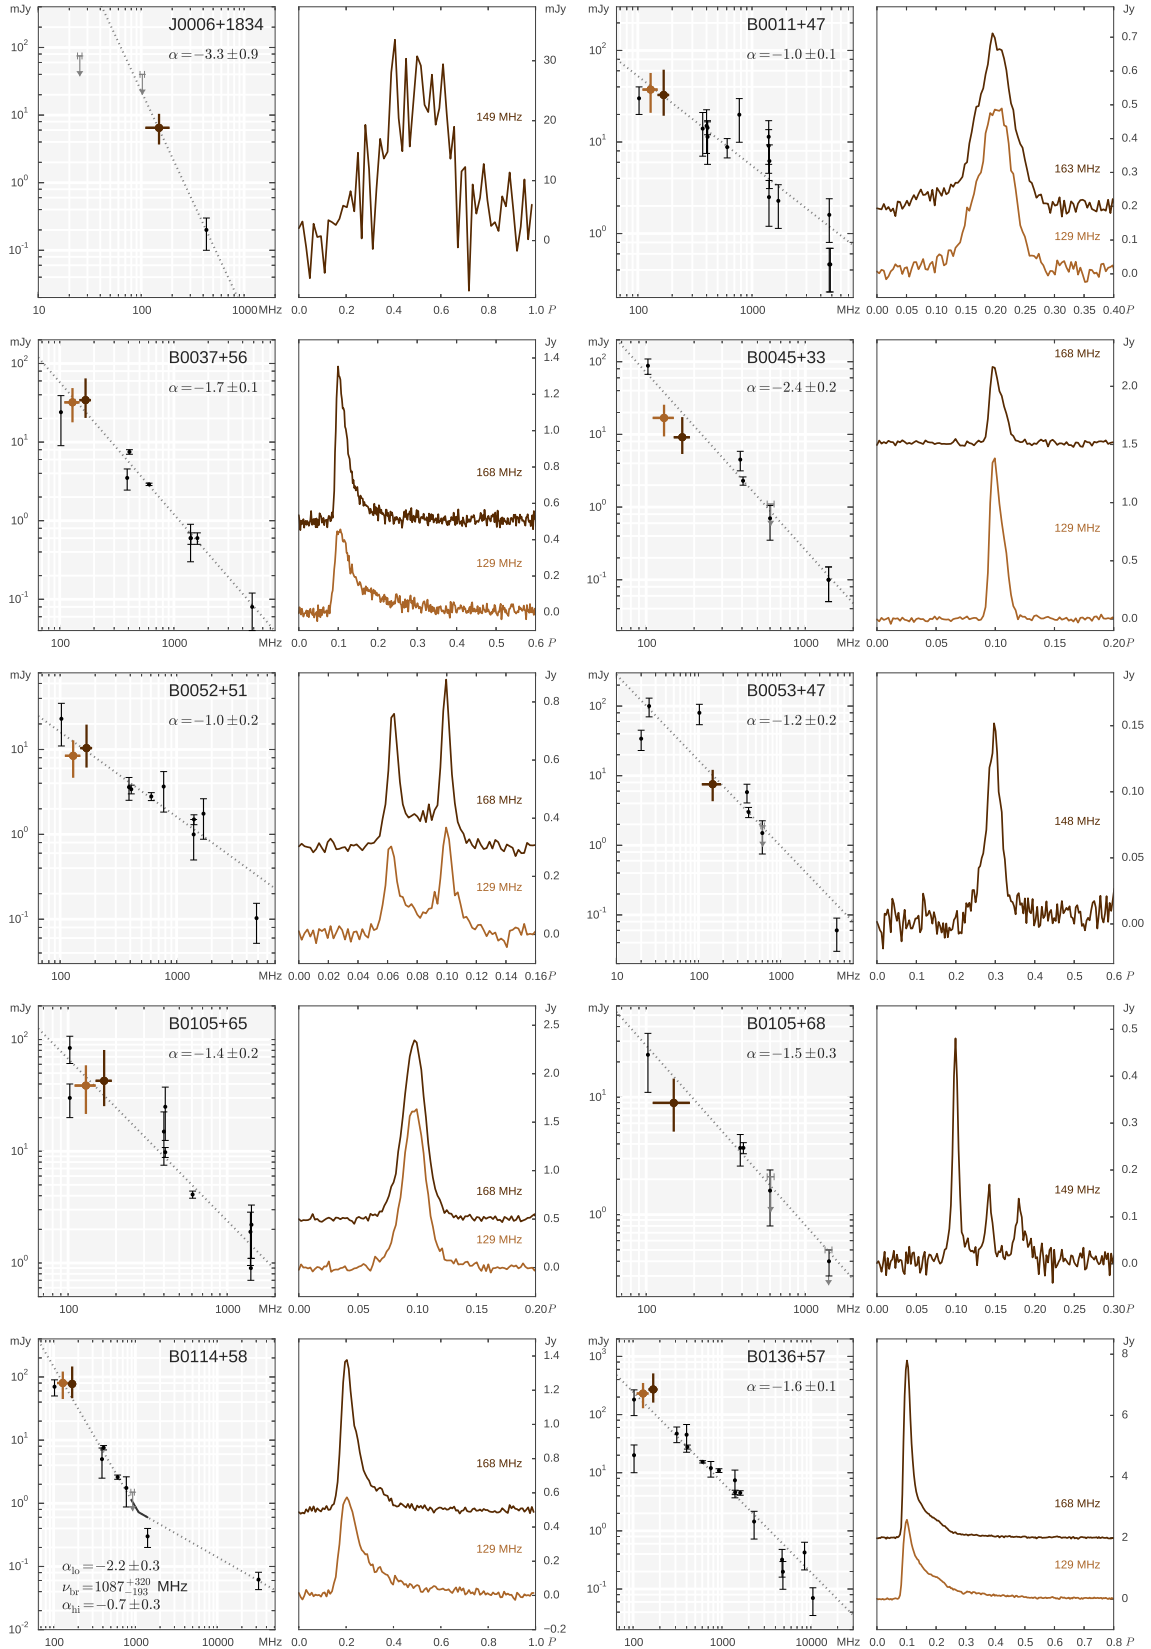 mJy
J0006+1834
α=−3.3±0.9
10² 10¹ 10⁰ 10⁻¹
10 100 1000 MHz
mJy
30 20 10 0
149 MHz
0.0 0.2 0.4 0.6 0.8 1.0 P
mJy
B0011+47
α=−1.0±0.1
10² 10¹ 10⁰
100 1000 MHz
Jy
0.7 0.6 0.5 0.4 0.3 0.2 0.1 0.0
163 MHz
129 MHz
0.00 0.05 0.10 0.15 0.20 0.25 0.30 0.35 0.40 P
mJy
B0037+56
α=−1.7±0.1
10² 10¹ 10⁰ 10⁻¹
100 1000 MHz
Jy
1.4 1.2 1.0 0.8 0.6 0.4 0.2 0.0
168 MHz
129 MHz
0.0 0.1 0.2 0.3 0.4 0.5 0.6 P
mJy
B0045+33
α=−2.4±0.2
10² 10¹ 10⁰ 10⁻¹
100 1000 MHz
Jy
168 MHz
2.0 1.5 1.0 0.5 0.0
129 MHz
0.00 0.05 0.10 0.15 0.20 P
mJy
B0052+51
α=−1.0±0.2
10¹ 10⁰ 10⁻¹
100 1000 MHz
Jy
0.8 0.6 0.4 0.2 0.0
168 MHz
129 MHz
0.00 0.02 0.04 0.06 0.08 0.10 0.12 0.14 0.16 P
mJy
B0053+47
α=−1.2±0.2
10² 10¹ 10⁰ 10⁻¹
10 100 1000 MHz
Jy
0.15 0.10 0.05 0.00
148 MHz
0.0 0.1 0.2 0.3 0.4 0.5 0.6 P
mJy
B0105+65
α=−1.4±0.2
10² 10¹ 10⁰
100 1000 MHz
Jy
2.5 2.0 1.5 1.0 0.5 0.0
168 MHz
129 MHz
0.00 0.05 0.10 0.15 0.20 P
mJy
B0105+68
α=−1.5±0.3
10¹ 10⁰
100 1000 MHz
Jy
0.5 0.4 0.3 0.2 0.1 0.0
149 MHz
0.00 0.05 0.10 0.15 0.20 0.25 0.30 P
mJy
B0114+58
10² 10¹ 10⁰ 10⁻¹ 10⁻²
α_lo=−2.2±0.3
ν_br=1087⁺³²⁰₋₁₉₃ MHz
α_hi=−0.7±0.3
100 1000 10000 MHz
Jy
1.4 1.2 1.0 0.8 0.6 0.4 0.2 0.0 −0.2
168 MHz
129 MHz
0.0 0.2 0.4 0.6 0.8 1.0 P
mJy
B0136+57
α=−1.6±0.1
10³ 10² 10¹ 10⁰ 10⁻¹
100 1000 10000 MHz
Jy
8 6 4 2 0
168 MHz
129 MHz
0.0 0.1 0.2 0.3 0.4 0.5 0.6 0.7 0.8 P